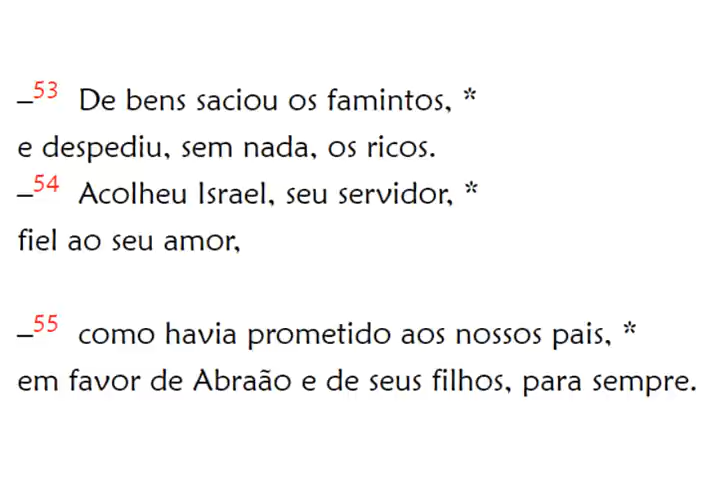 –53 De bens saciou os famintos, *
e despediu, sem nada, os ricos.
–54 Acolheu Israel, seu servidor, *
fiel ao seu amor,
–55 como havia prometido aos nossos pais, *
em favor de Abraão e de seus filhos, para sempre.